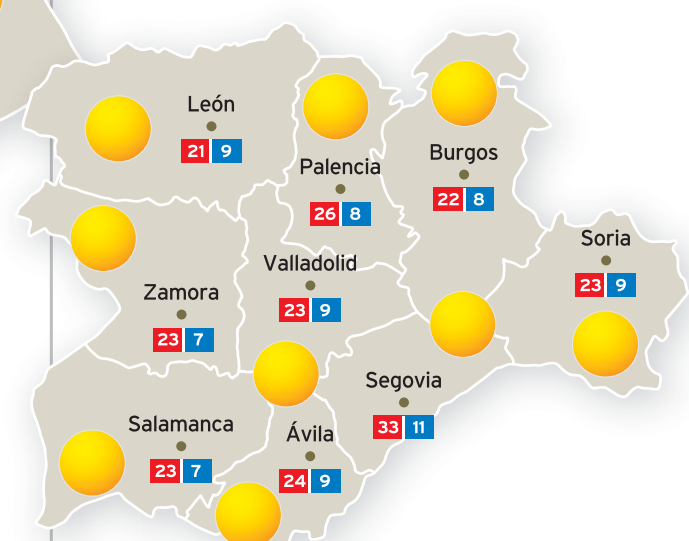 León
21 9
Palencia
26 8
Burgos
22 8
Soria
23 9
Valladolid
23 9
Zamora
23 7
Segovia
33 11
Salamanca
23 7
Ávila
24 9